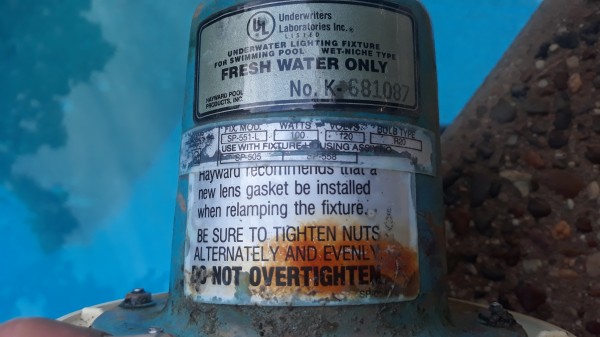 UL
Underwriters
Laboratories Inc.®
LISTED
UNDERWATER LIGHTING FIXTURE
FOR SWIMMING POOL WET-NICHE TYPE
FRESH WATER ONLY
HAYWARD POOL
PRODUCTS, INC.
No. K-681087
FIX. MOD. WATTS VOLTS BULB TYPE
SP-551-L 100 120 R20
USE WITH FIXTURE HOUSING
SP-505
Hayward recommends that a
new lens gasket be installed
when relamping the fixture.
BE SURE TO TIGHTEN NUTS
ALTERNATELY AND EVENLY
DO NOT OVERTIGHTEN